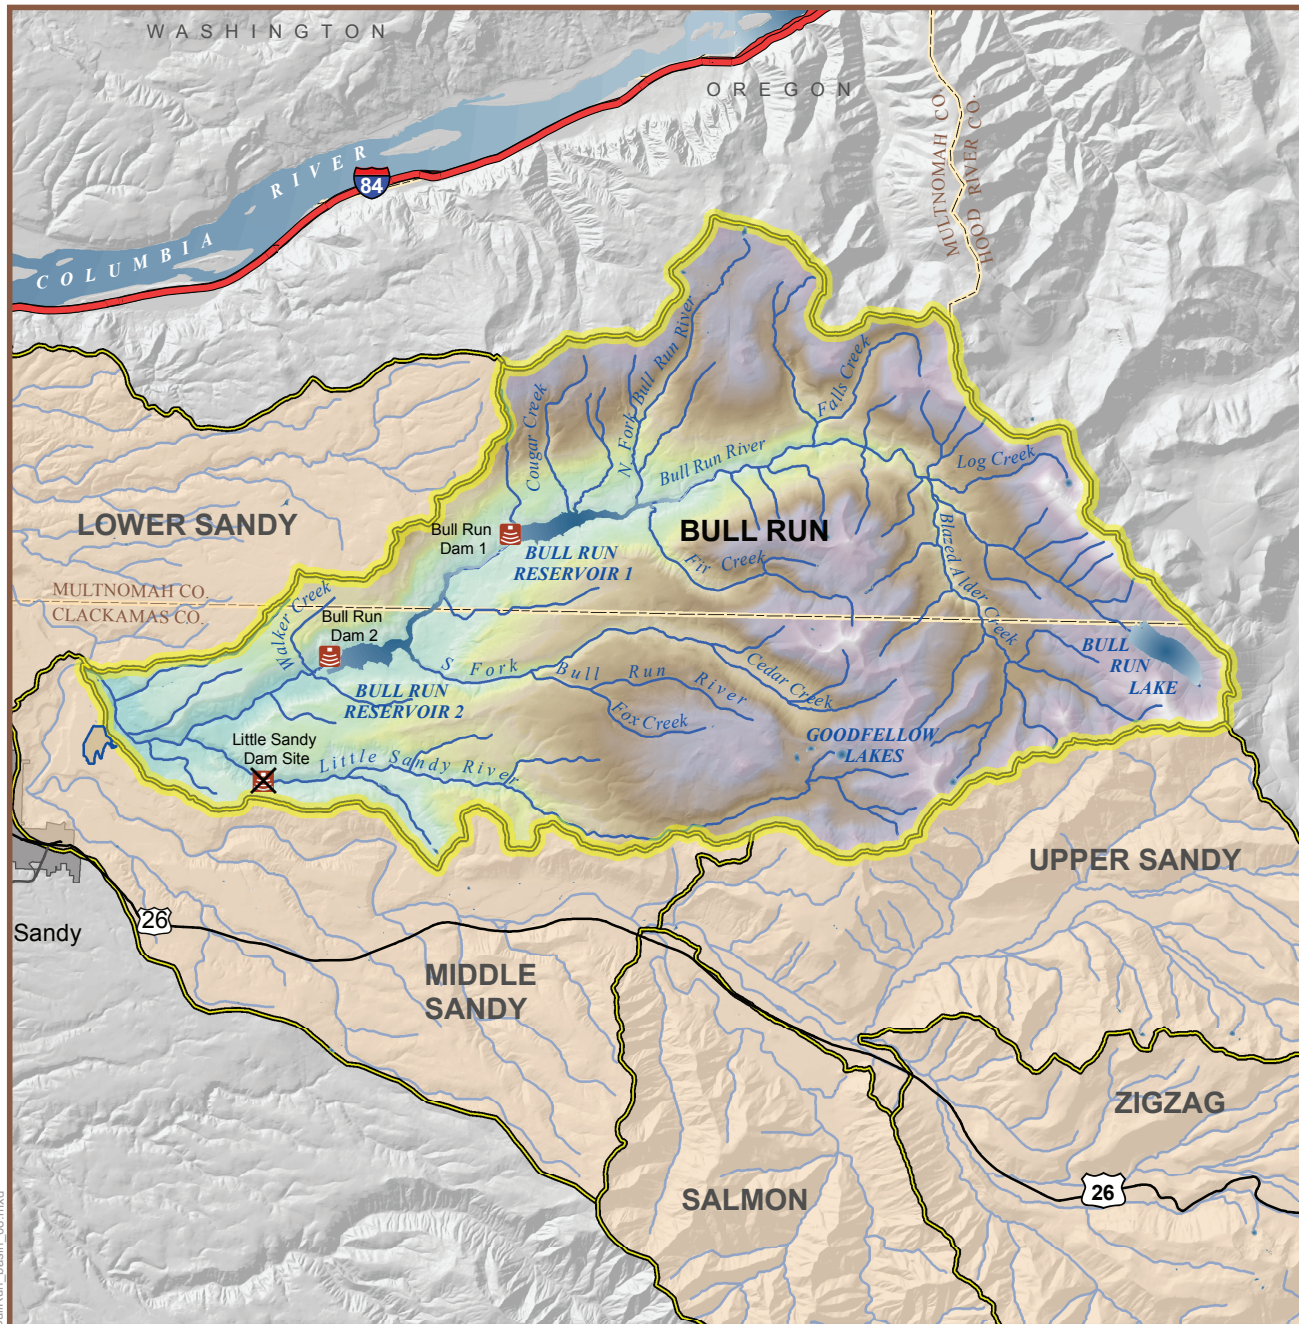 WASHINGTON
OREGON
COLUMBIA RIVER
84
MULTNOMAH CO.
HOOD RIVER CO.
N Fork Bull Run River
Falls Creek
Cougar Creek
Bull Run River
Log Creek
LOWER SANDY
Bull Run
Dam 1
BULL RUN
BULL RUN
RESERVOIR 1
Fir Creek
Blazed Alder Creek
MULTNOMAH CO.
CLACKAMAS CO.
Walker Creek
Bull Run
Dam 2
S Fork Bull Run River
Cedar Creek
BULL
RUN
LAKE
BULL RUN
RESERVOIR 2
Fox Creek
Little Sandy
Dam Site
Little Sandy River
GOODFELLOW
LAKES
UPPER SANDY
26
Sandy
MIDDLE
SANDY
ZIGZAG
SALMON
26